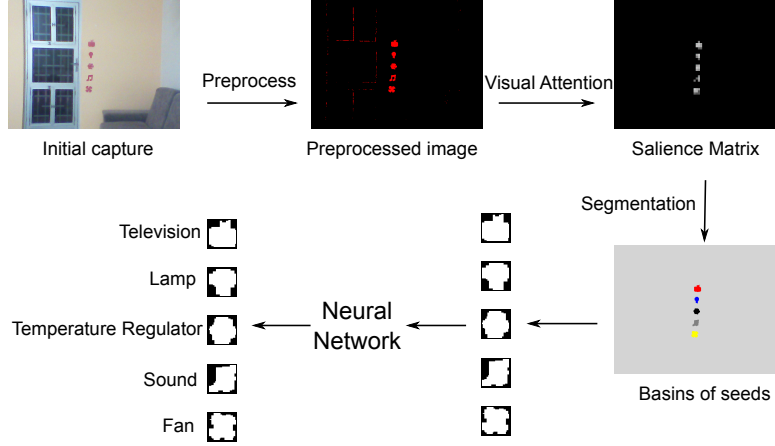 Preprocess
Visual Attention
Initial capture
Preprocessed image
Salience Matrix
Segmentation
Television
Lamp
Temperature Regulator
Neural
Network
Sound
Fan
Basins of seeds